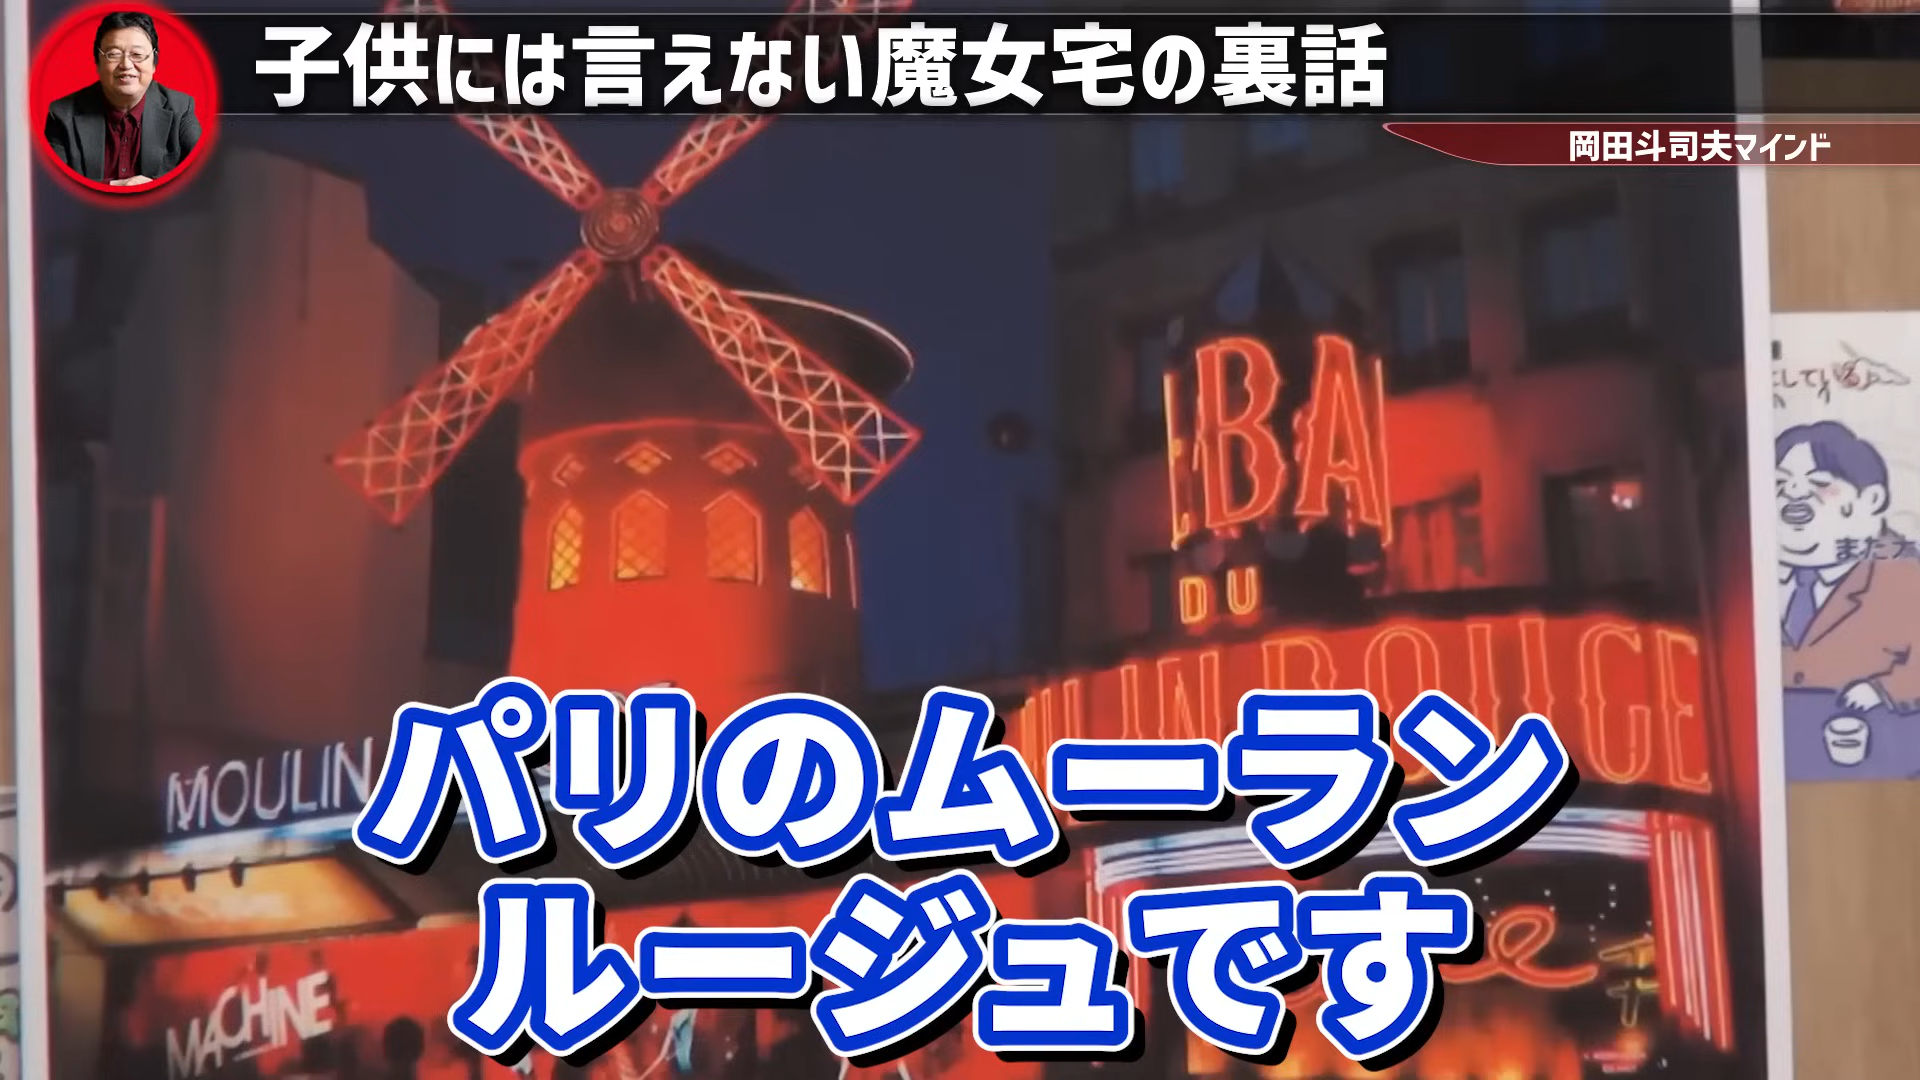 子供には言えない魔女宅の裏話
岡田斗司夫マインド
BA
DU
MOULIN ROUGE
MOULIN
MACHINE
また
パリのムーラン
ルージュです